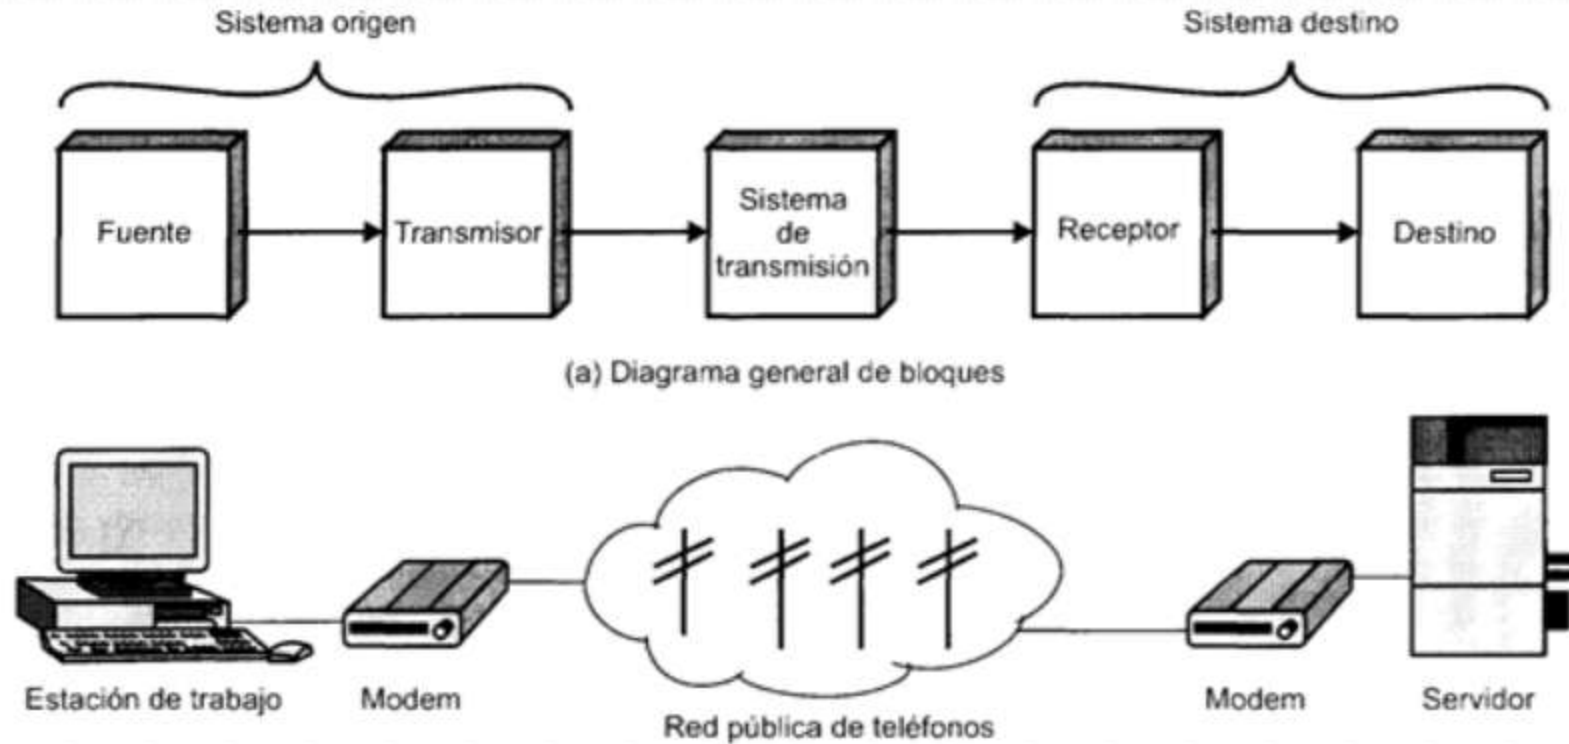 Sistema origen
Sistema destino
Fuente
Transmisor
Sistema
de
transmisión
Receptor
Destino
(a) Diagrama general de bloques
Estación de trabajo
Modem
Red pública de teléfonos
Modem
Servidor